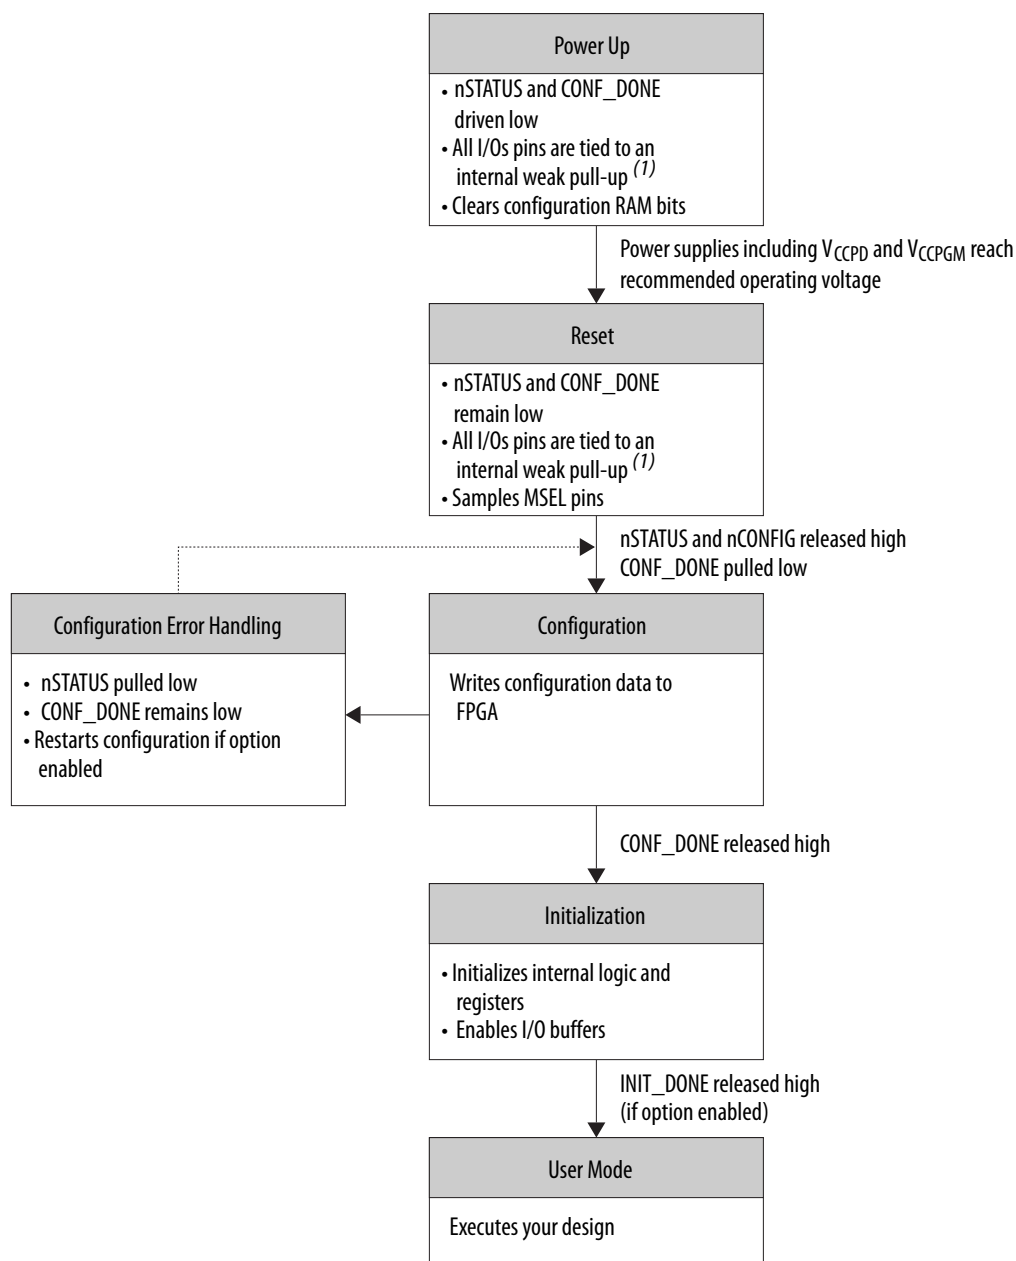 Power Up
• nSTATUS and CONF_DONE
driven low
• All I/Os pins are tied to an
internal weak pull-up (1)
• Clears configuration RAM bits
Power supplies including VCCPD and VCCPGM reach
recommended operating voltage
Reset
• nSTATUS and CONF_DONE
remain low
• All I/Os pins are tied to an
internal weak pull-up (1)
• Samples MSEL pins
nSTATUS and nCONFIG released high
CONF_DONE pulled low
Configuration Error Handling
• nSTATUS pulled low
• CONF_DONE remains low
• Restarts configuration if option
enabled
Configuration
Writes configuration data to
FPGA
CONF_DONE released high
Initialization
• Initializes internal logic and
registers
• Enables I/O buffers
INIT_DONE released high
(if option enabled)
User Mode
Executes your design